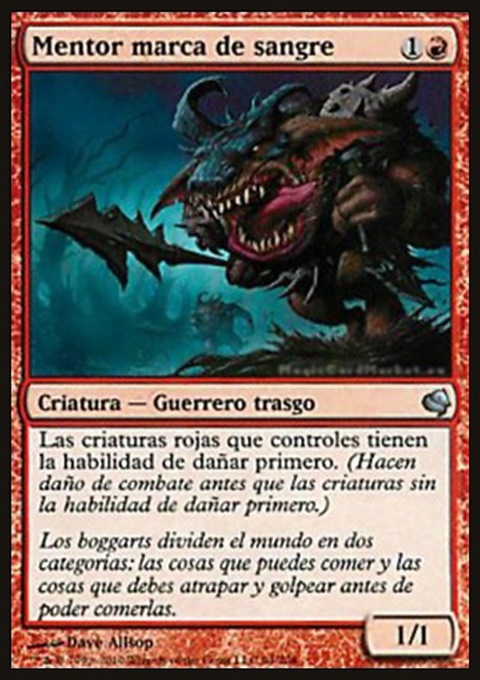 Mentor marca de sangre 1
Criatura — Guerrero trasgo
Las criaturas rojas que controles tienen
la habilidad de dañar primero. (Hacen
daño de combate antes que las criaturas sin
la habilidad de dañar primero.)
Los boggarts dividen el mundo en dos
categorías: las cosas que puedes comer y las
cosas que debes atrapar y golpear antes de
poder comerlas.
Dave Allsop
1/1